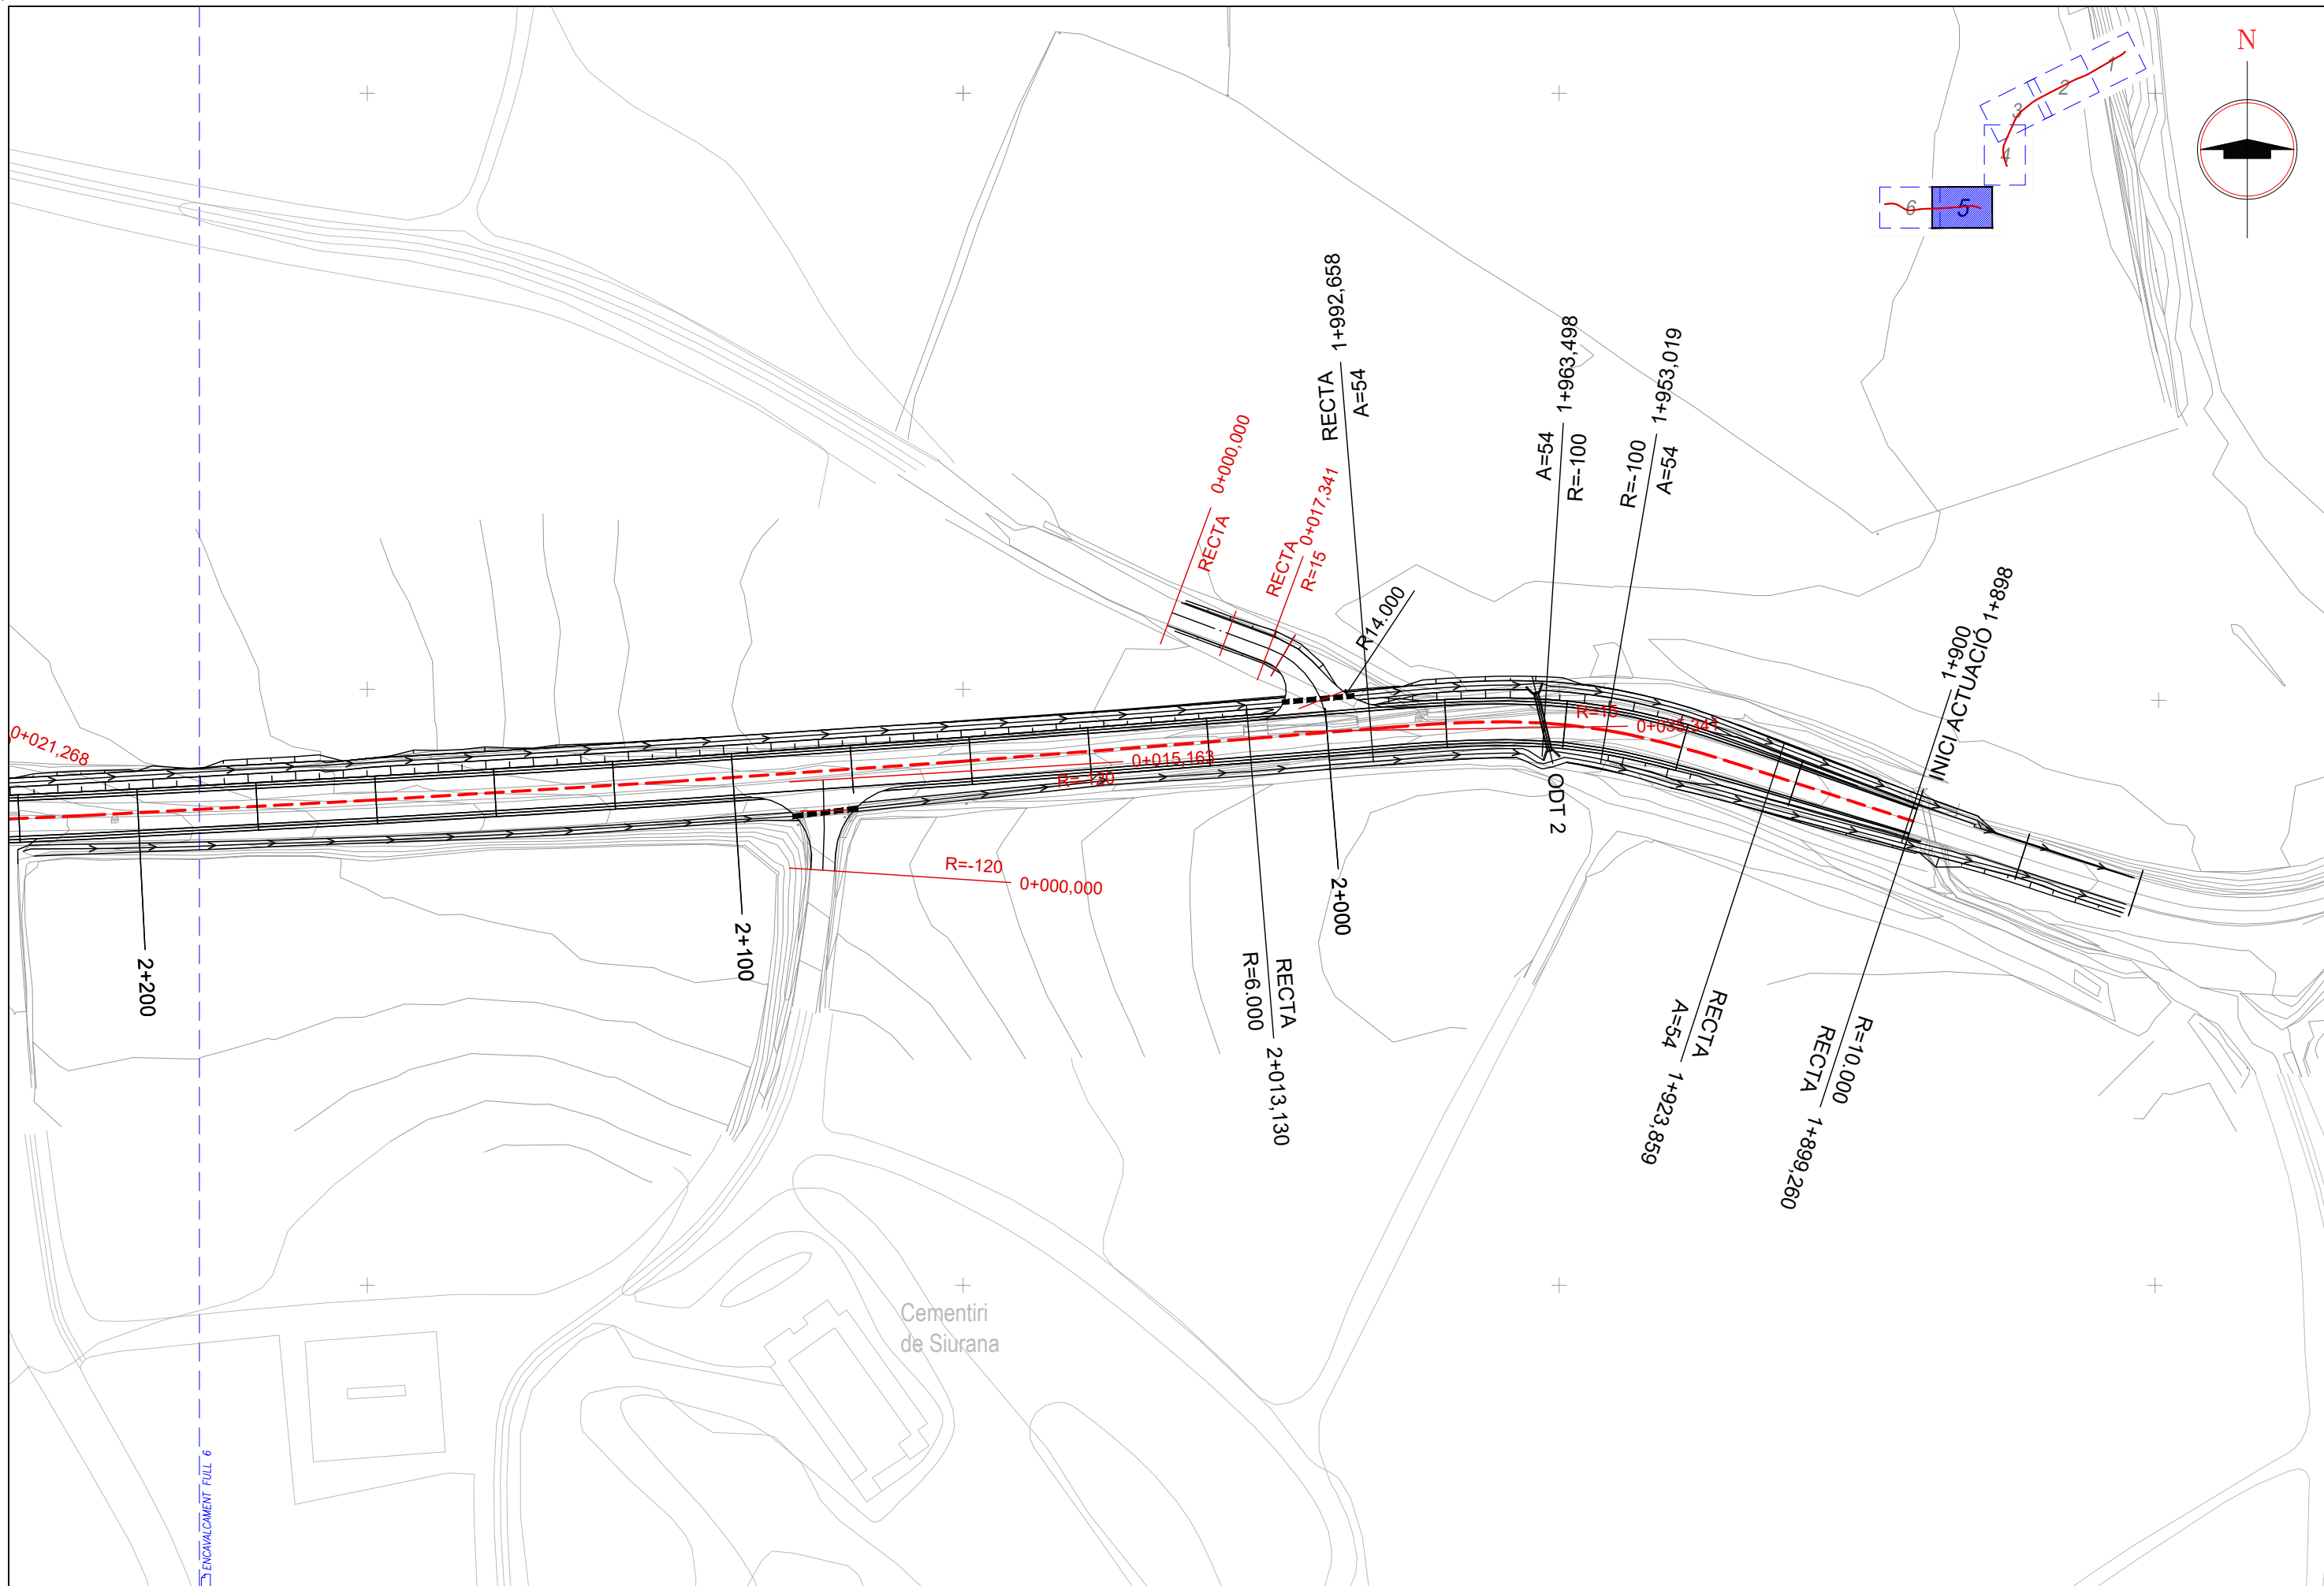 N
1
2
3
4
5
6
RECTA 1+992,658
A=54
A=54 1+963,498
R=-100
R=-100 1+953,019
A=54
RECTA 0+000,000
RECTA 0+017,341
R=15
R14.000
1+900
INICI ACTUACIÓ 1+898
R=15
0+035,341
0+021,268
0+015,163
R=-120
ODT 2
R=-120
0+000,000
2+000
2+100
2+200
RECTA 2+013,130
R=6.000
RECTA
A=54 1+923,859
R=10.000
RECTA 1+899,260
Cementiri
de Siurana
ENCAVALCAMENT FULL 6